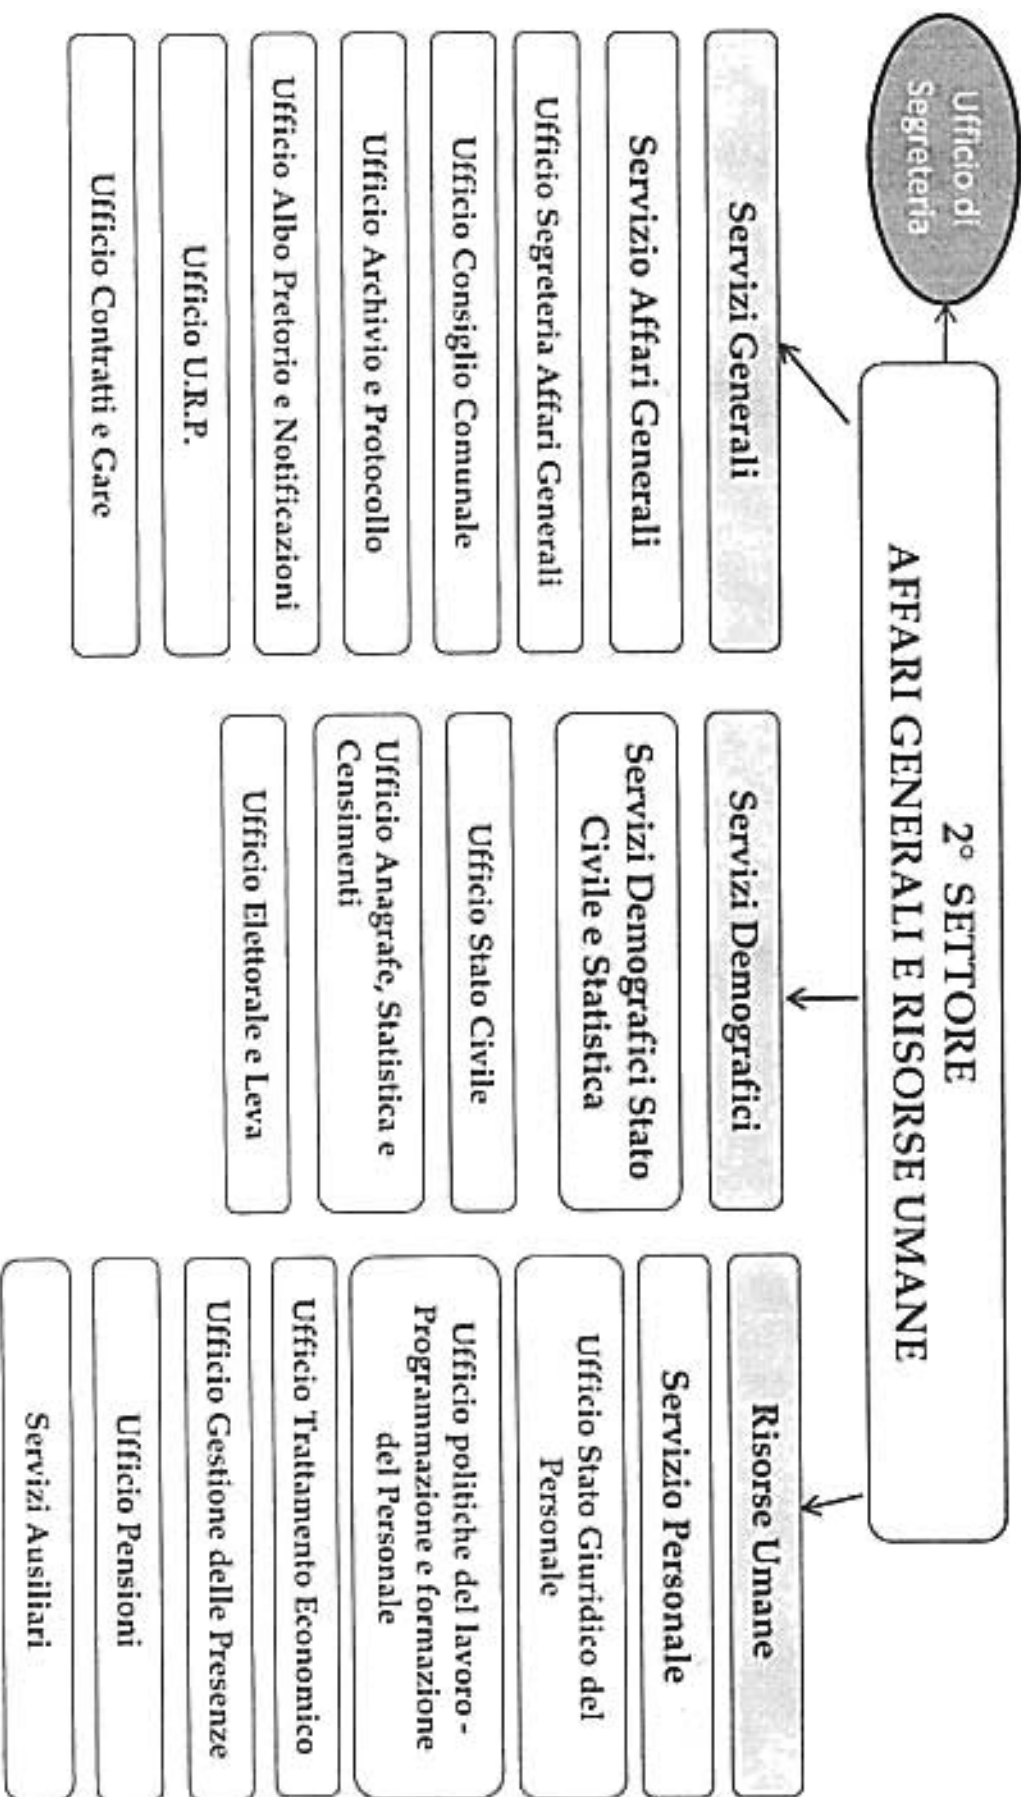 Ufficio di
Segreteria
2° SETTORE
AFFARI GENERALI E RISORSE UMANE
Servizi Generali
Servizio Affari Generali
Ufficio Segreteria Affari Generali
Ufficio Consiglio Comunale
Ufficio Archivio e Protocollo
Ufficio Albo Pretorio e Notificazioni
Ufficio U.R.P.
Ufficio Contratti e Gare
Servizi Demografici
Servizi Demografici Stato
Civile e Statistica
Ufficio Stato Civile
Ufficio Anagrafe, Statistica e
Censimenti
Ufficio Elettorale e Leva
Risorse Umane
Servizio Personale
Ufficio Stato Giuridico del
Personale
Ufficio politiche del lavoro -
Programmazione e formazione
del Personale
Ufficio Trattamento Economico
Ufficio Gestione delle Presenze
Ufficio Pensioni
Servizi Ausiliari